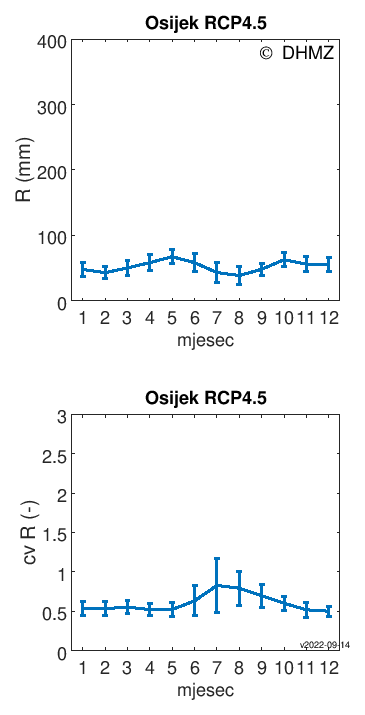 Osijek RCP4.5
© DHMZ
400
300
200
100
0
R (mm)
1 2 3 4 5 6 7 8 9 10 11 12
mjesec
Osijek RCP4.5
3
2.5
2
1.5
1
0.5
0
cv R (-)
v2022-09-14
1 2 3 4 5 6 7 8 9 10 11 12
mjesec